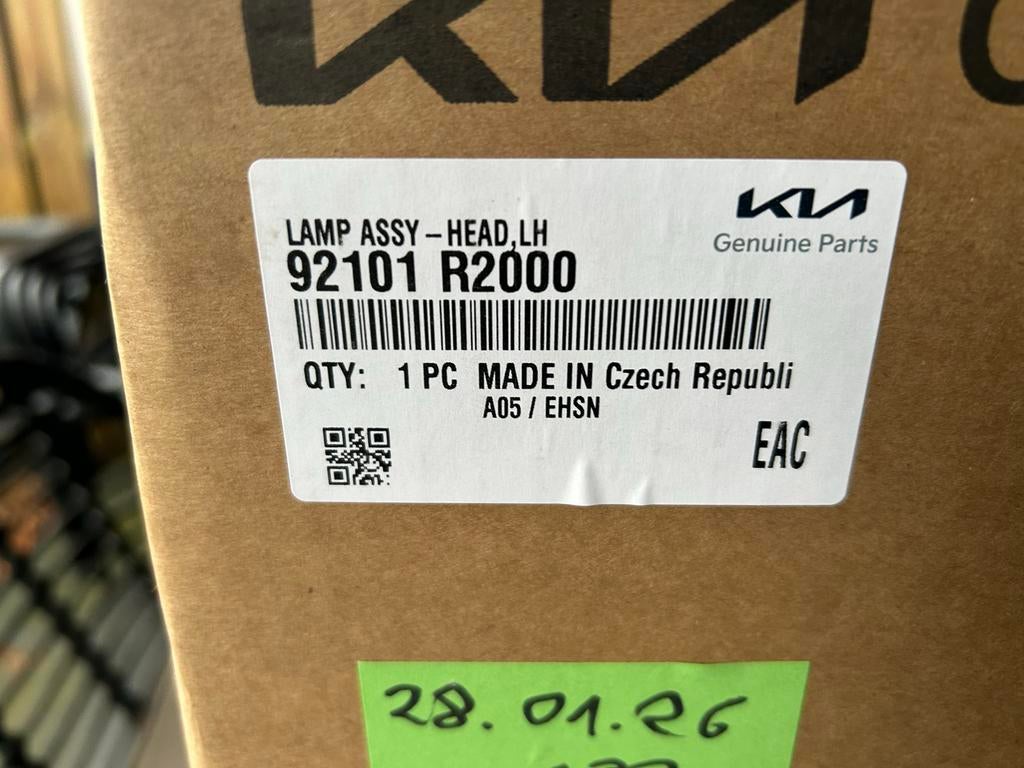 KIA
KIA
Genuine Parts
LAMP ASSY – HEAD,LH
92101 R2000
QTY: 1 PC MADE IN Czech Republi
A05 / EHSN
EAC
28.01.26